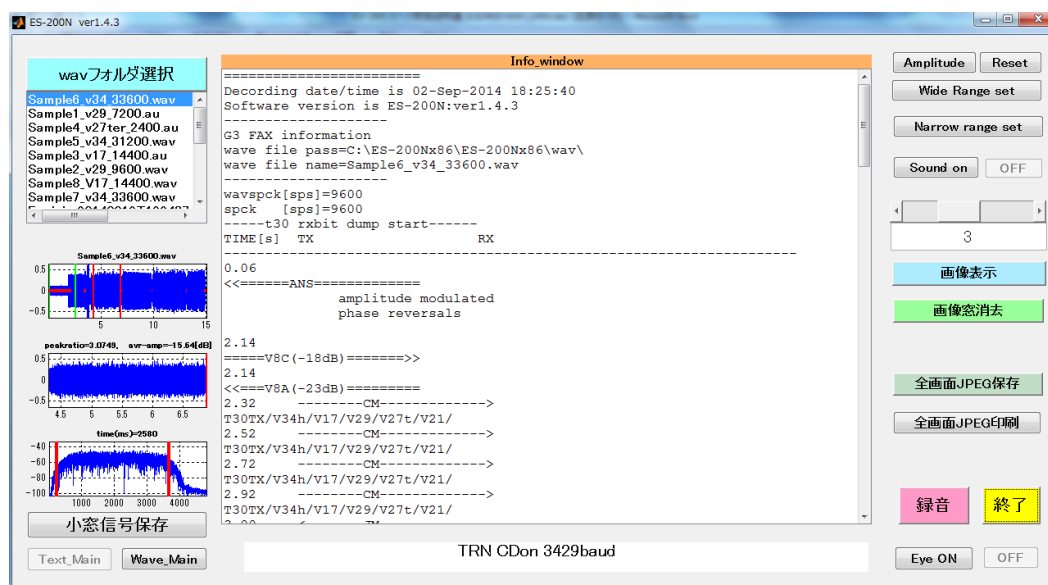 ES-200N ver1.4.3
wavフォルダ選択
Sample6_v34_33600.wav
Sample1_v29_7200.au
Sample4_v27ter_2400.au
Sample5_v34_31200.wav
Sample3_v17_14400.au
Sample2_v29_9600.wav
Sample8_V17_14400.wav
Sample7_v34_33600.wav
Sample6_v34_33600.wav
0.5
0
-0.5
5 10 15
peakratio=3.0749, avr-amp=-15.64[dB]
0.5
0
-0.5
4.5 5 5.5 6 6.5
time(ms)=2580
-40
-60
-80
-100
1000 2000 3000 4000
小窓信号保存
Text_Main Wave_Main
Info_window
========================
Decording date/time is 02-Sep-2014 18:25:40
Software version is ES-200N:ver1.4.3
--------------------
G3 FAX information
wave file pass=C:\ES-200Nx86\ES-200Nx86\wav\
wave file name=Sample6_v34_33600.wav
--------------------
wavspck[sps]=9600
spck [sps]=9600
-----t30 rxbit dump start------
TIME[s] TX RX
----------------------------------------------------------------------
0.06
<<======ANS=============
amplitude modulated
phase reversals
2.14
=====V8C(-18dB)=======>>
2.14
<<===V8A(-23dB)=========
2.32 --------CM------------->
T30TX/V34h/V17/V29/V27t/V21/
2.52 --------CM------------->
T30TX/V34h/V17/V29/V27t/V21/
2.72 --------CM------------->
T30TX/V34h/V17/V29/V27t/V21/
2.92 --------CM------------->
T30TX/V34h/V17/V29/V27t/V21/
TRN CDon 3429baud
Amplitude Reset
Wide Range set
Narrow range set
Sound on OFF
3
画像表示
画像窓消去
全画面JPEG保存
全画面JPEG印刷
録音 終了
Eye ON OFF